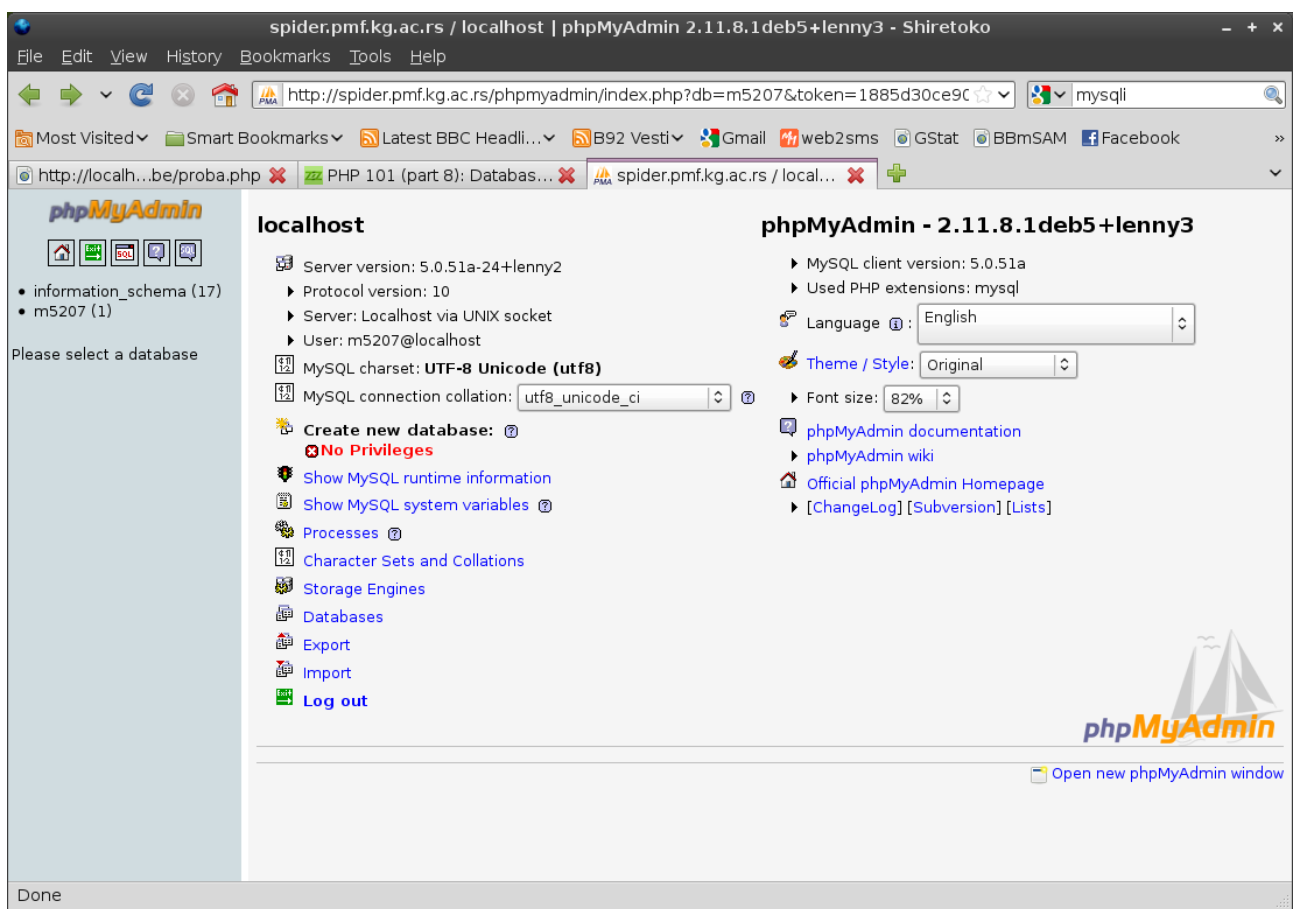 spider.pmf.kg.ac.rs / localhost | phpMyAdmin 2.11.8.1deb5+lenny3 - Shiretoko
File Edit View History Bookmarks Tools Help
PMA http://spider.pmf.kg.ac.rs/phpmyadmin/index.php?db=m5207&token=1885d30ce90 mysqli
Most Visited Smart Bookmarks Latest BBC Headli... B92 Vesti Gmail web2sms GStat BBmSAM Facebook »
http://localh...be/proba.php PHP 101 (part 8): Databas... spider.pmf.kg.ac.rs / local...
phpMyAdmin
Exit SQL SQL
• information_schema (17)
• m5207 (1)
Please select a database
localhost
Server version: 5.0.51a-24+lenny2
Protocol version: 10
Server: Localhost via UNIX socket
User: m5207@localhost
MySQL charset: UTF-8 Unicode (utf8)
MySQL connection collation: utf8_unicode_ci
Create new database:
No Privileges
Show MySQL runtime information
Show MySQL system variables
Processes
Character Sets and Collations
Storage Engines
Databases
Export
Import
Log out
phpMyAdmin - 2.11.8.1deb5+lenny3
MySQL client version: 5.0.51a
Used PHP extensions: mysql
Language : English
Theme / Style: Original
Font size: 82%
phpMyAdmin documentation
phpMyAdmin wiki
Official phpMyAdmin Homepage
[ChangeLog] [Subversion] [Lists]
phpMyAdmin
Open new phpMyAdmin window
Done